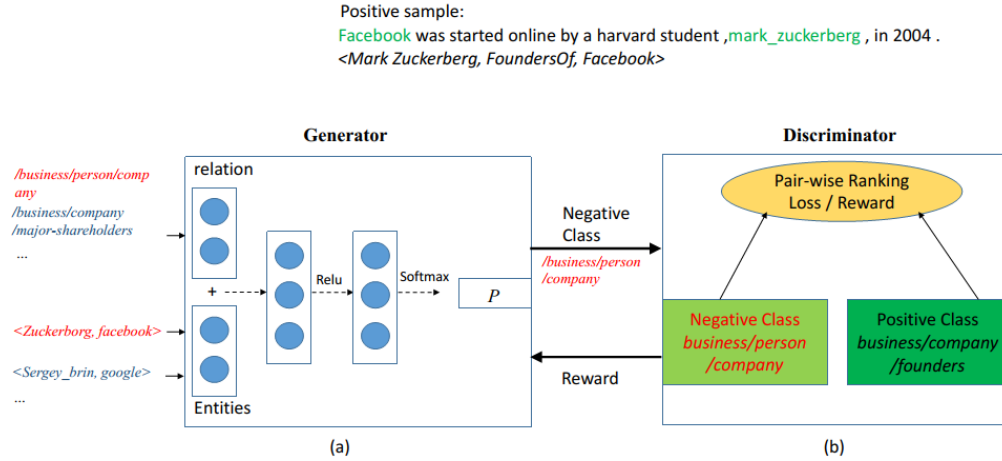 Positive sample:
Facebook was started online by a harvard student ,mark_zuckerberg , in 2004 .
<Mark Zuckerberg, FoundersOf, Facebook>
Generator
relation
/business/person/comp
any
/business/company
/major-shareholders
...
<Zuckerborg, facebook>
<Sergey_brin, google>
...
+
Entities
Relu
Softmax
P
(a)
Negative
Class
/business/person
/company
Reward
Discriminator
Pair-wise Ranking
Loss / Reward
Negative Class
business/person
/company
Positive Class
business/company
/founders
(b)